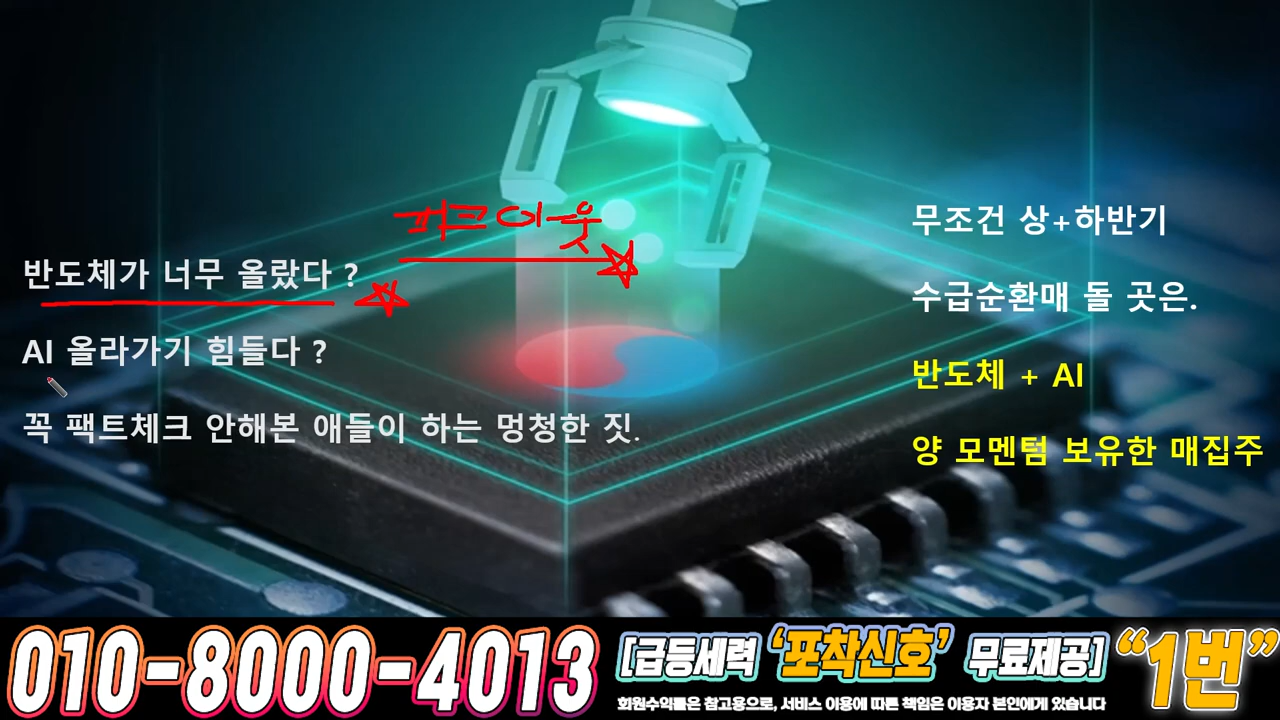 피크아웃
반도체가 너무 올랐다 ?
AI 올라가기 힘들다 ?
꼭 팩트체크 안해본 애들이 하는 멍청한 짓.
무조건 상+하반기
수급순환매 돌 곳은.
반도체 + AI
양 모멘텀 보유한 매집주
010-8000-4013
[급등세력 '포착신호' 무료제공] "1번"
회원수익률은 참고용으로, 서비스 이용에 따른 책임은 이용자 본인에게 있습니다